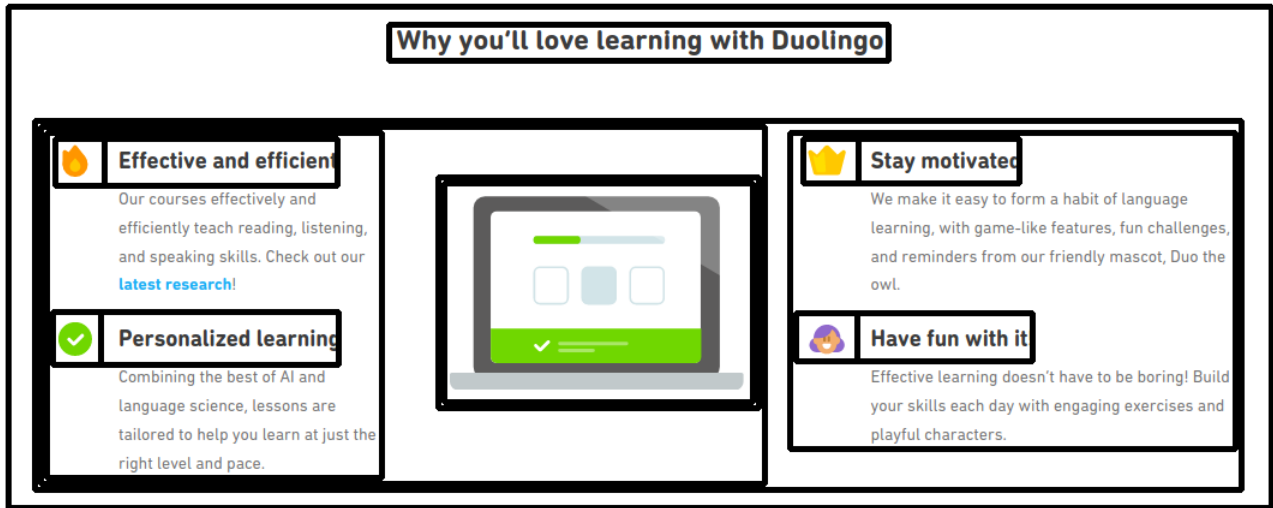 Why you'll love learning with Duolingo
Effective and efficient
Our courses effectively and
efficiently teach reading, listening,
and speaking skills. Check out our
latest research!
Personalized learning
Combining the best of AI and
language science, lessons are
tailored to help you learn at just the
right level and pace.
Stay motivated
We make it easy to form a habit of language
learning, with game-like features, fun challenges,
and reminders from our friendly mascot, Duo the
owl.
Have fun with it
Effective learning doesn't have to be boring! Build
your skills each day with engaging exercises and
playful characters.